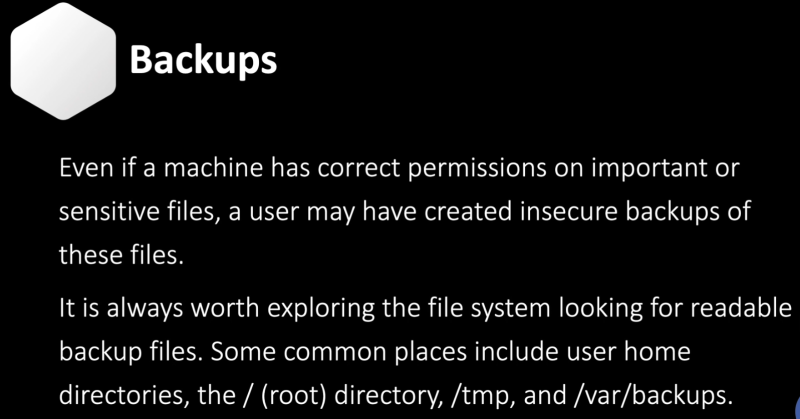 Backups
Even if a machine has correct permissions on important or
sensitive files, a user may have created insecure backups of
these files.
It is always worth exploring the file system looking for readable
backup files. Some common places include user home
directories, the / (root) directory, /tmp, and /var/backups.